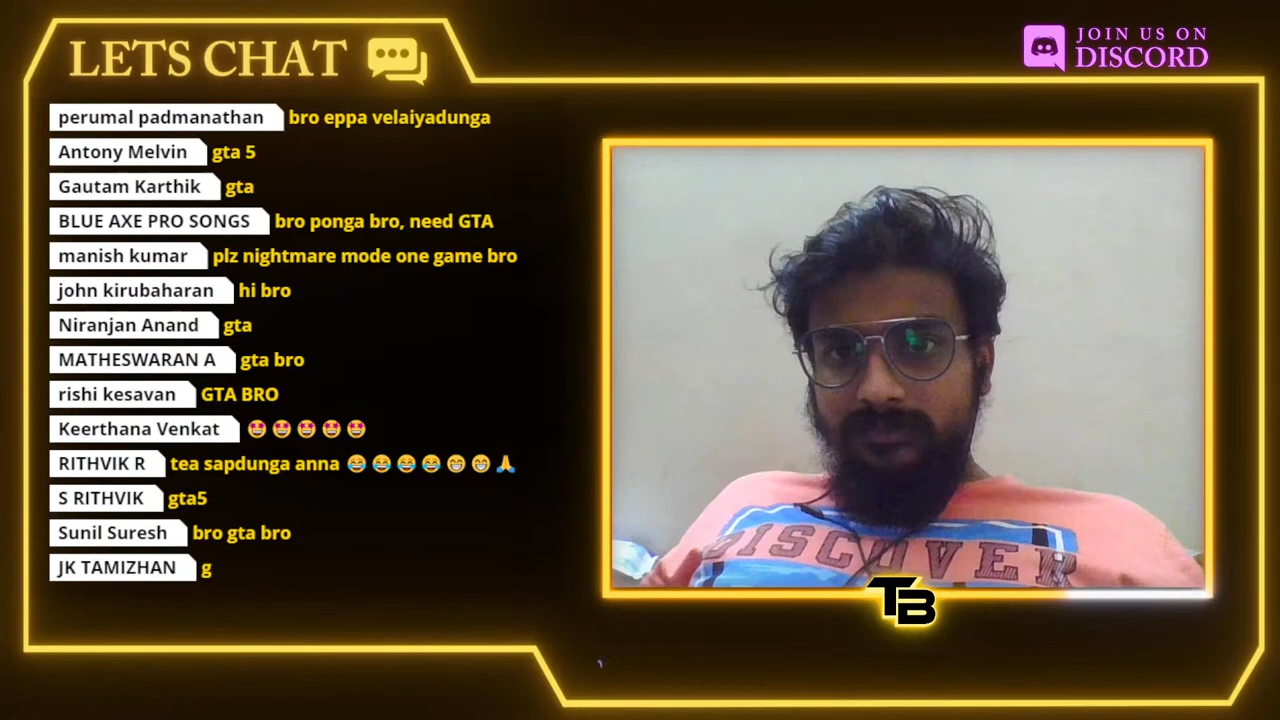 LETS CHAT
JOIN US ON
DISCORD
perumal padmanathan bro eppa velaiyadunga
Antony Melvin gta 5
Gautam Karthik gta
BLUE AXE PRO SONGS bro ponga bro, need GTA
manish kumar plz nightmare mode one game bro
john kirubaharan hi bro
Niranjan Anand gta
MATHESWARAN A gta bro
rishi kesavan GTA BRO
Keerthana Venkat 🤩🤩🤩🤩🤩
RITHVIK R tea sapdunga anna 😂😂😂😂😁😁🙏
S RITHVIK gta5
Sunil Suresh bro gta bro
JK TAMIZHAN g
DISCOVER
TB